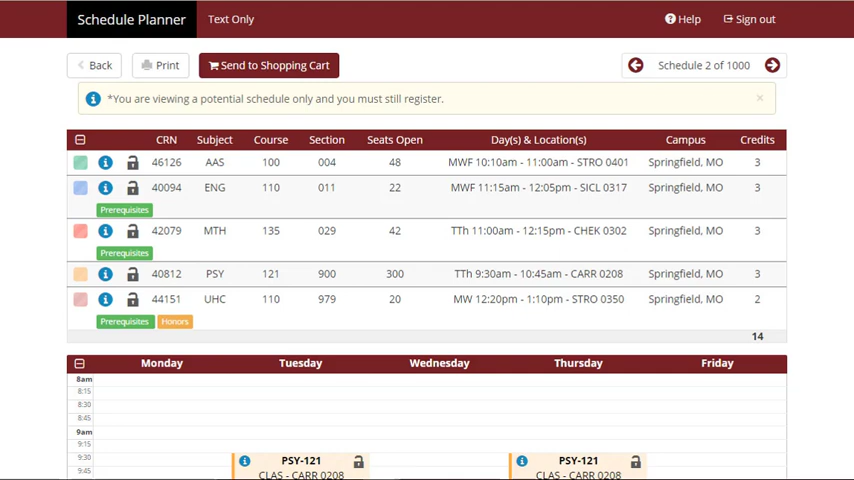 Schedule Planner Text Only Help Sign out
Back Print Send to Shopping Cart Schedule 2 of 1000
*You are viewing a potential schedule only and you must still register. ×
CRN Subject Course Section Seats Open Day(s) & Location(s) Campus Credits
46126 AAS 100 004 48 MWF 10:10am - 11:00am - STRO 0401 Springfield, MO 3
40094 ENG 110 011 22 MWF 11:15am - 12:05pm - SICL 0317 Springfield, MO 3
Prerequisites
42079 MTH 135 029 42 TTh 11:00am - 12:15pm - CHEK 0302 Springfield, MO 3
Prerequisites
40812 PSY 121 900 300 TTh 9:30am - 10:45am - CARR 0208 Springfield, MO 3
44151 UHC 110 979 20 MW 12:20pm - 1:10pm - STRO 0350 Springfield, MO 2
Prerequisites Honors
14
Monday Tuesday Wednesday Thursday Friday
8am
8:15
8:30
8:45
9am
9:15
9:30 PSY-121 PSY-121
9:45 CLAS - CARR 0208 CLAS - CARR 0208